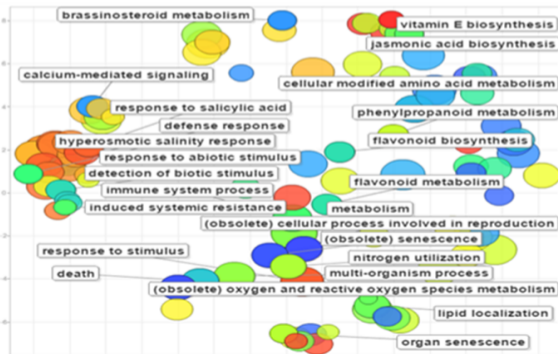 brassinosteroid metabolism
vitamin E biosynthesis
jasmonic acid biosynthesis
calcium-mediated signaling
cellular modified amino acid metabolism
response to salicylic acid
phenylpropanoid metabolism
defense response
hyperosmotic salinity response
flavonoid biosynthesis
response to abiotic stimulus
detection of biotic stimulus
flavonoid metabolism
immune system process
induced systemic resistance
metabolism
(obsolete) cellular process involved in reproduction
(obsolete) senescence
response to stimulus
nitrogen utilization
death
multi-organism process
(obsolete) oxygen and reactive oxygen species metabolism
lipid localization
organ senescence